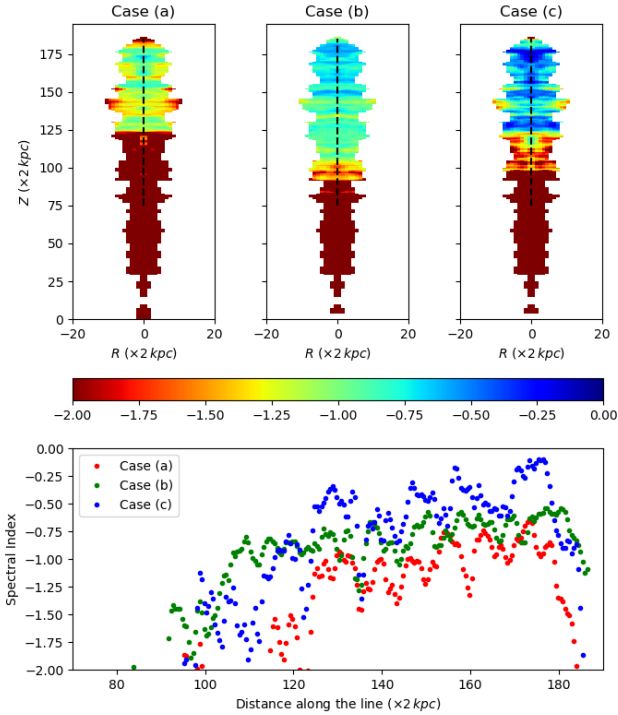 Case (a) Case (b) Case (c)
175
150
125
100
75
50
25
0
Z (×2 kpc)
−20 0 20 −20 0 20 −20 0 20
R (×2 kpc) R (×2 kpc) R (×2 kpc)
−2.00 −1.75 −1.50 −1.25 −1.00 −0.75 −0.50 −0.25 0.00
0.00
−0.25
−0.50
−0.75
−1.00
−1.25
−1.50
−1.75
−2.00
Spectral Index
Case (a)
Case (b)
Case (c)
80 100 120 140 160 180
Distance along the line (×2 kpc)